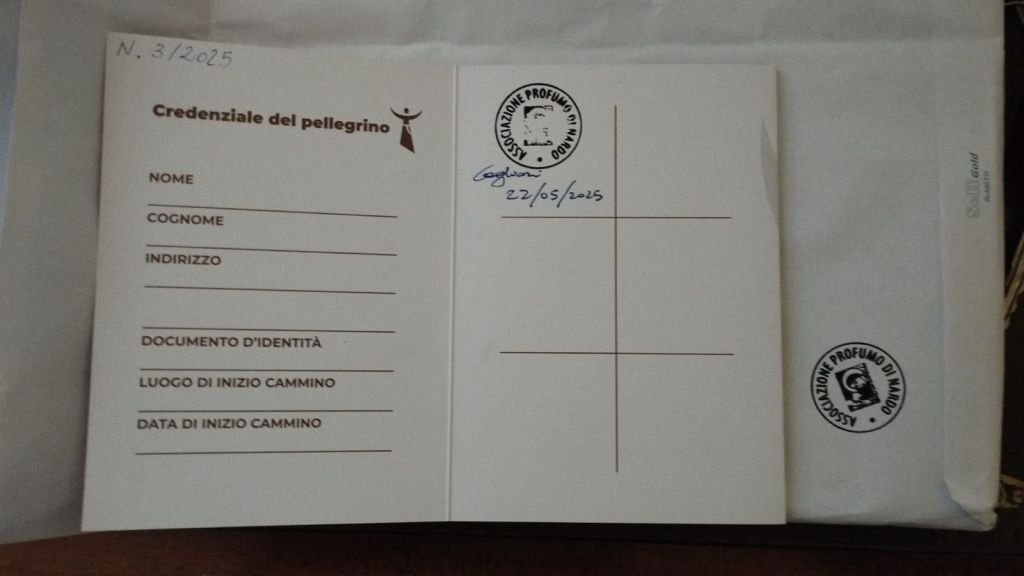 N. 3/2025
Credenziale del pellegrino
NOME
COGNOME
INDIRIZZO
DOCUMENTO D'IDENTITÀ
LUOGO DI INIZIO CAMMINO
DATA DI INIZIO CAMMINO
ASSOCIAZIONE PROFUMO DI NARDO
22/05/2025
Gold
ASSOCIAZIONE PROFUMO DI NARDO